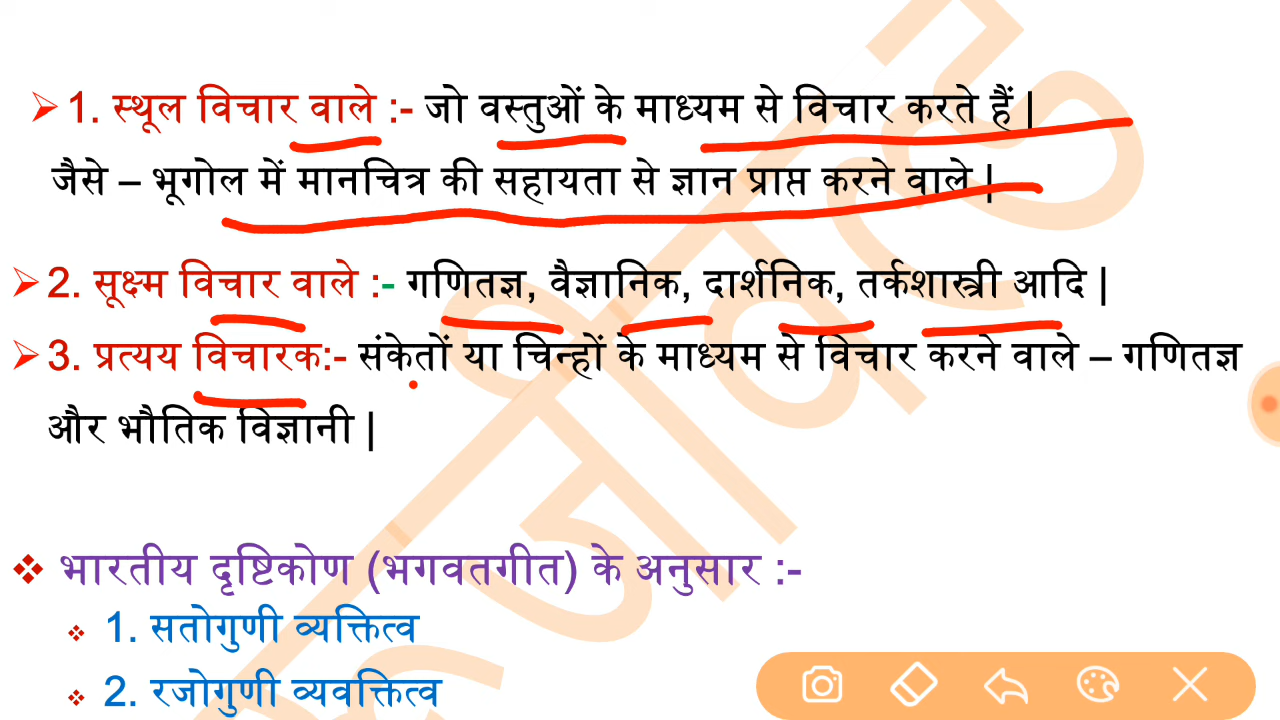 ➢ 1. स्थूल विचार वाले :- जो वस्तुओं के माध्यम से विचार करते हैं |
जैसे – भूगोल में मानचित्र की सहायता से ज्ञान प्राप्त करने वाले |
➢ 2. सूक्ष्म विचार वाले :- गणितज्ञ, वैज्ञानिक, दार्शनिक, तर्कशास्त्री आदि |
➢ 3. प्रत्यय विचारक:- संकेतों या चिन्हों के माध्यम से विचार करने वाले – गणितज्ञ
और भौतिक विज्ञानी |
❖ भारतीय दृष्टिकोण (भगवतगीत) के अनुसार :-
1. सतोगुणी व्यक्तित्व
2. रजोगुणी व्यवक्तित्व